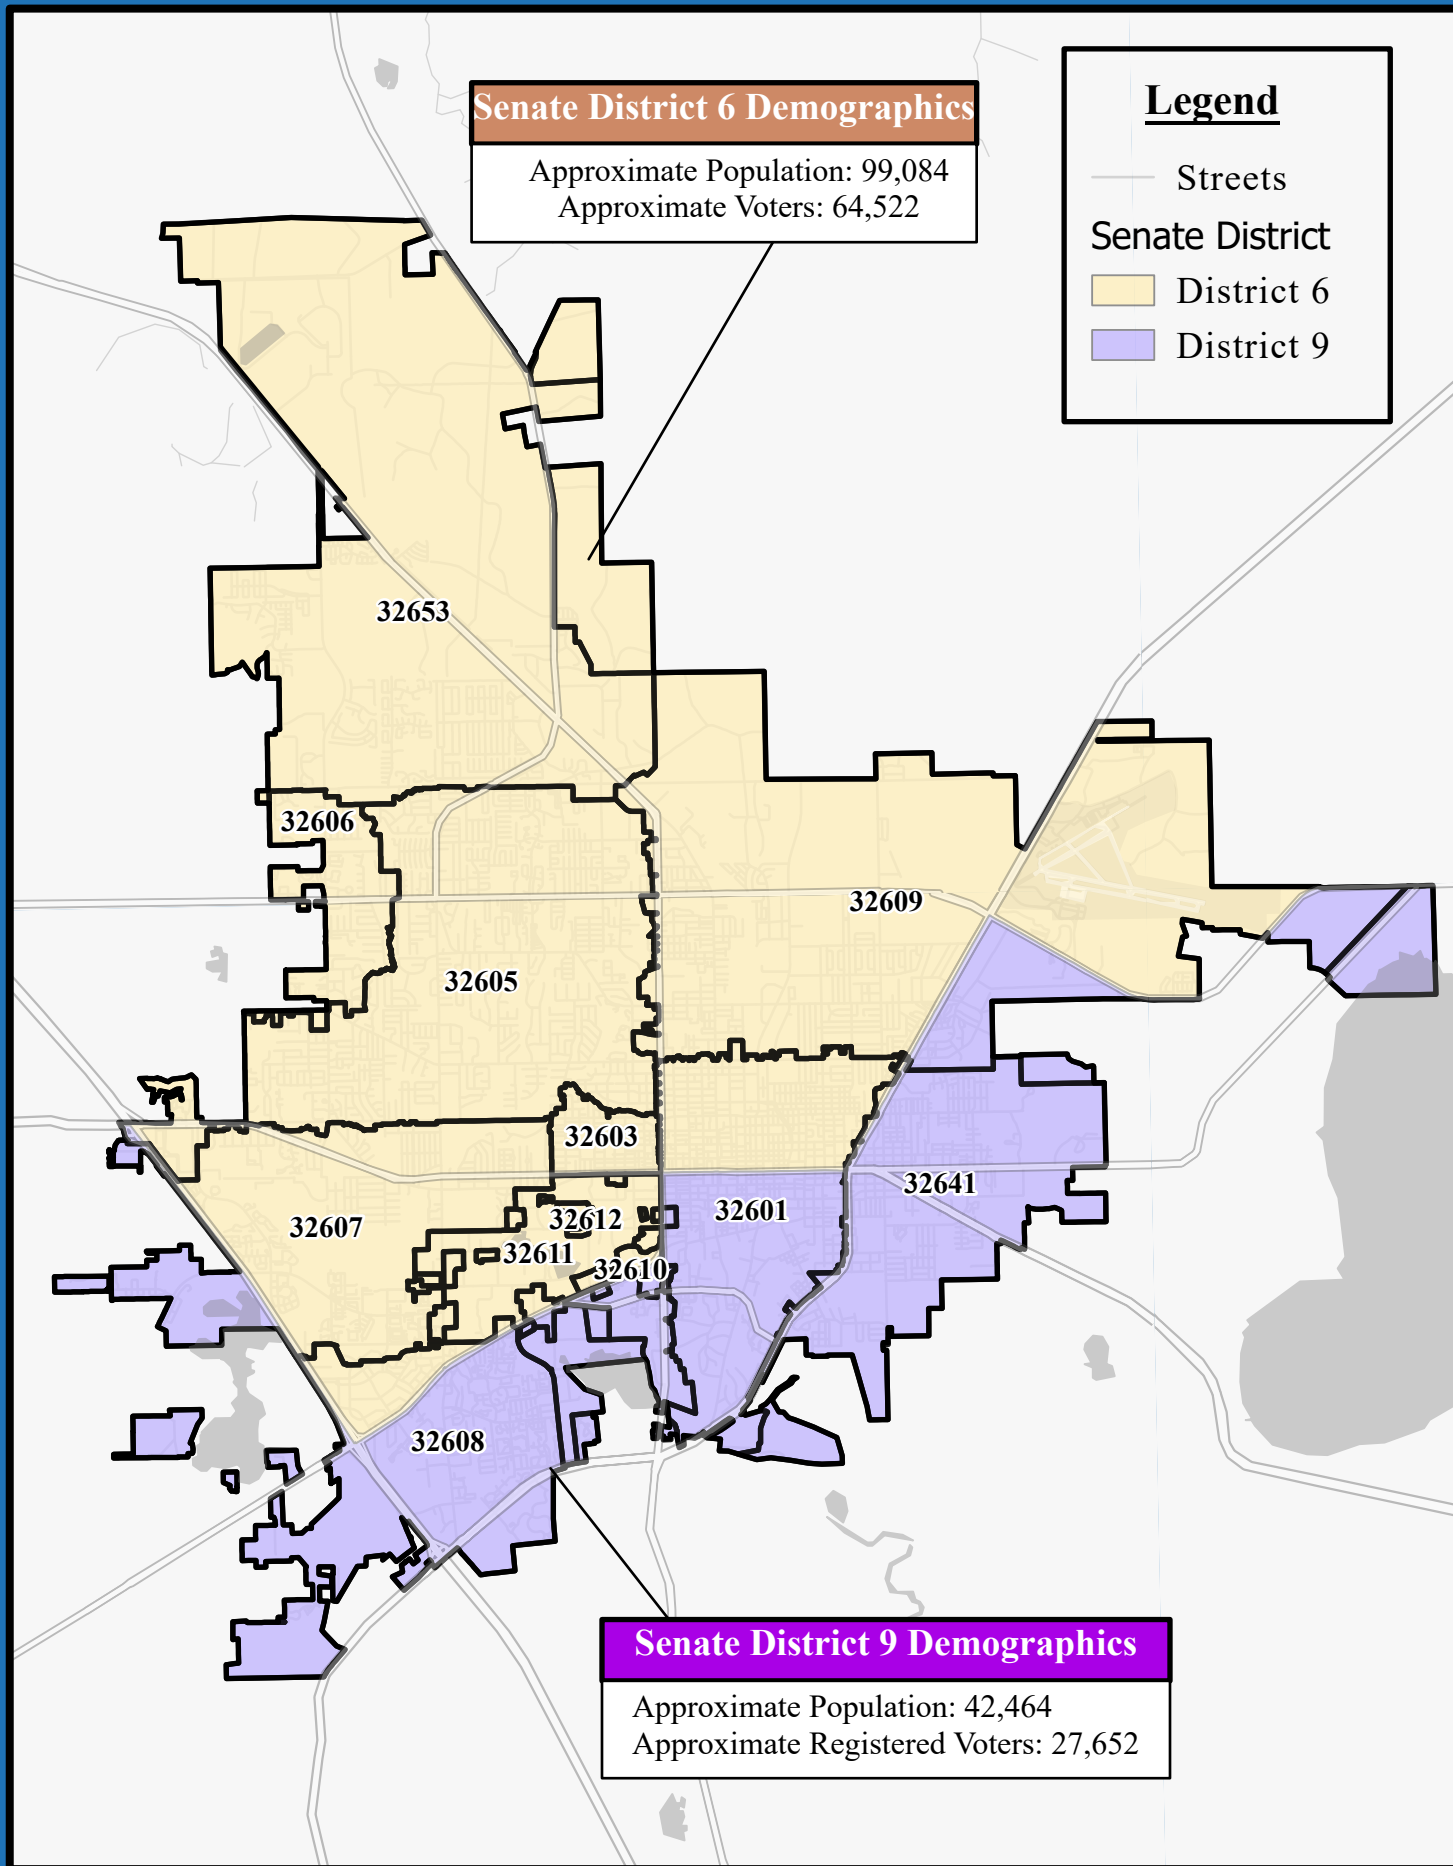 Senate District 6 Demographics
Approximate Population: 99,084
Approximate Voters: 64,522
Legend
Streets
Senate District
District 6
District 9
32653
32606
32609
32605
32603
32641
32601
32612
32607
32611
32610
32608
Senate District 9 Demographics
Approximate Population: 42,464
Approximate Registered Voters: 27,652